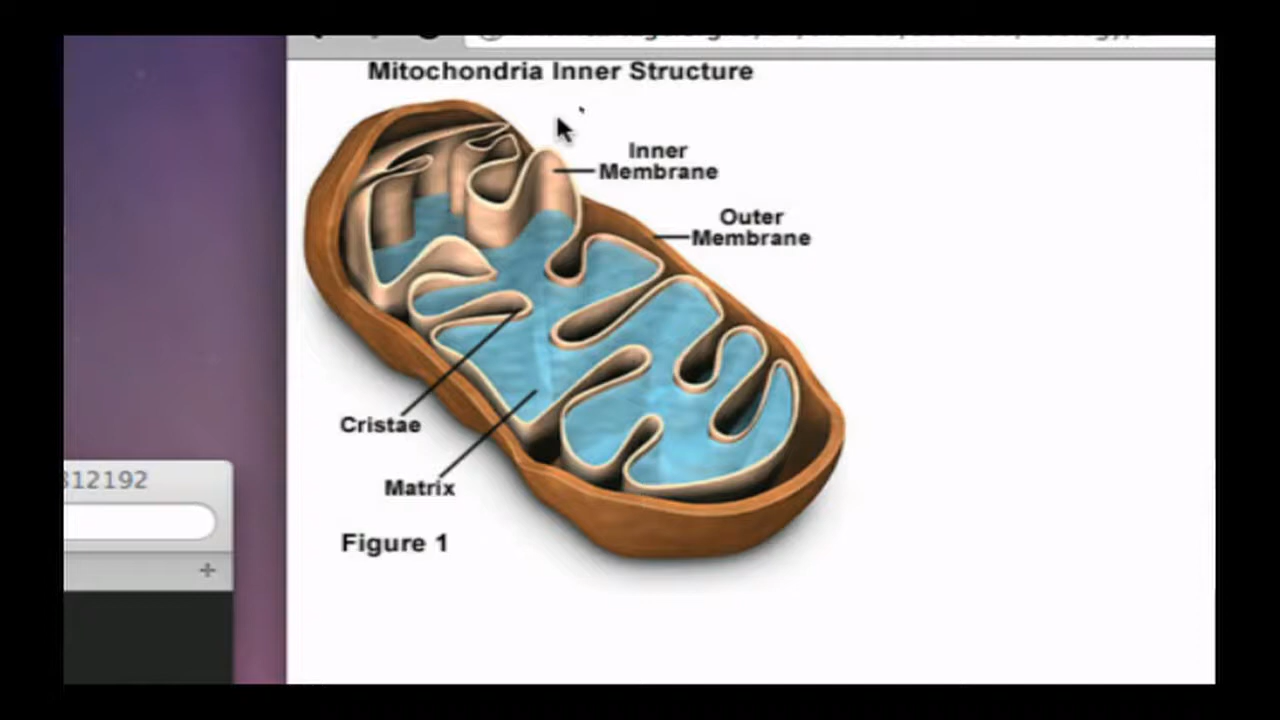 Mitochondria Inner Structure
Inner
Membrane
Outer
Membrane
Cristae
312192
Matrix
Figure 1